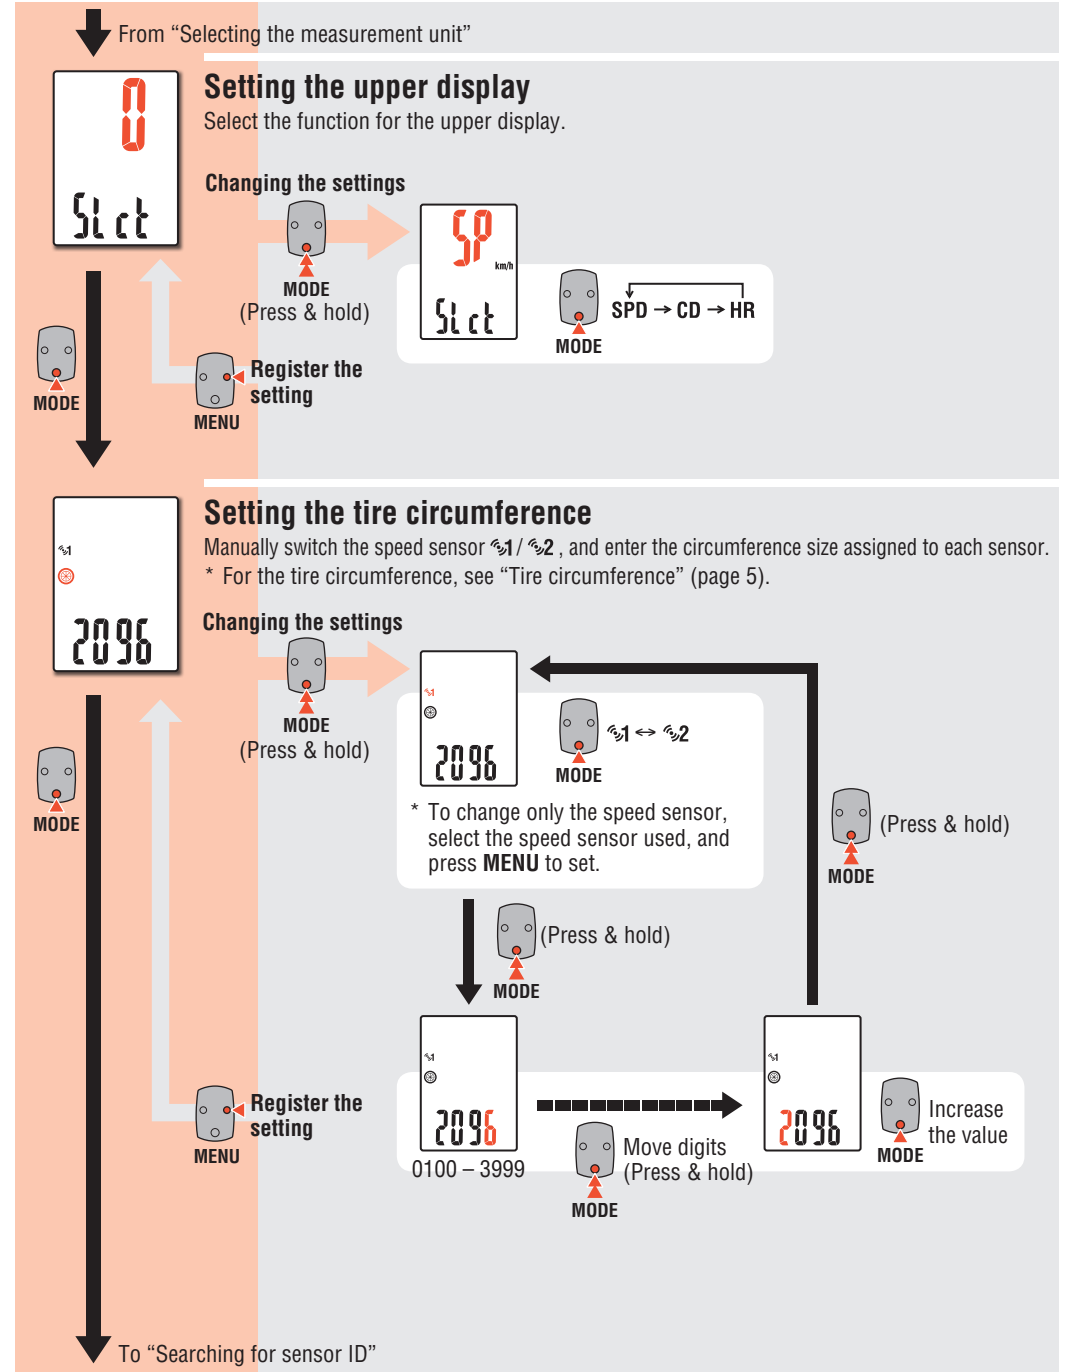 From “Selecting the measurement unit”
0
SLct
Setting the upper display
Select the function for the upper display.
Changing the settings
MODE
(Press & hold)
SP
km/h
SLct
MODE
SPD → CD → HR
MODE
Register the
setting
MENU
1
2096
Setting the tire circumference
Manually switch the speed sensor 1 / 2 , and enter the circumference size assigned to each sensor.
* For the tire circumference, see “Tire circumference” (page 5).
Changing the settings
MODE
(Press & hold)
1
2096
MODE
1 ↔ 2
* To change only the speed sensor,
select the speed sensor used, and
press MENU to set.
MODE
(Press & hold)
MODE
(Press & hold)
MODE
1
2096
0100 – 3999
Move digits
(Press & hold)
MODE
1
2096
MODE
Increase
the value
Register the
setting
MENU
To “Searching for sensor ID”